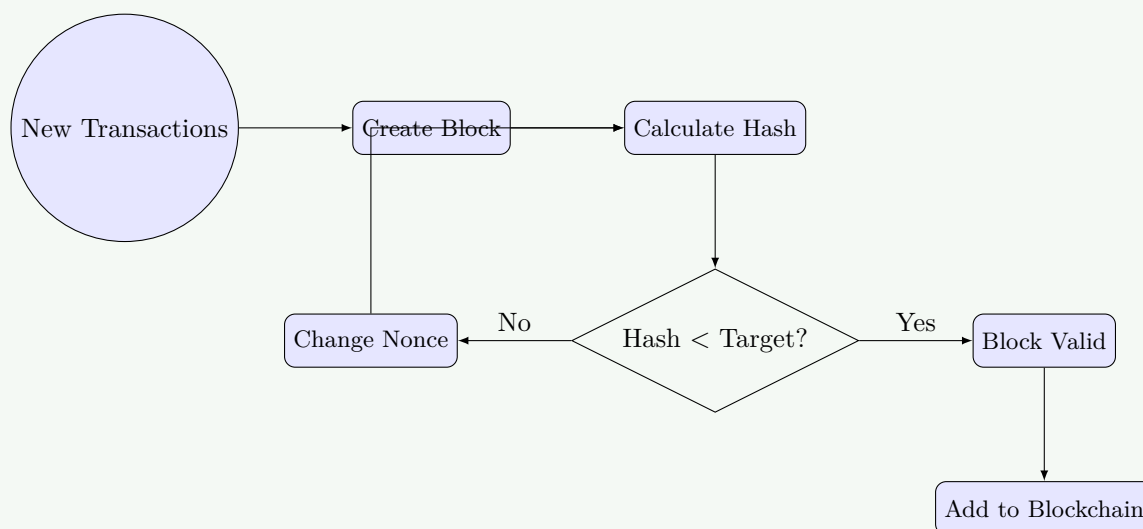 New Transactions
Create Block
Calculate Hash
Change Nonce
No
Hash < Target?
Yes
Block Valid
Add to Blockchain